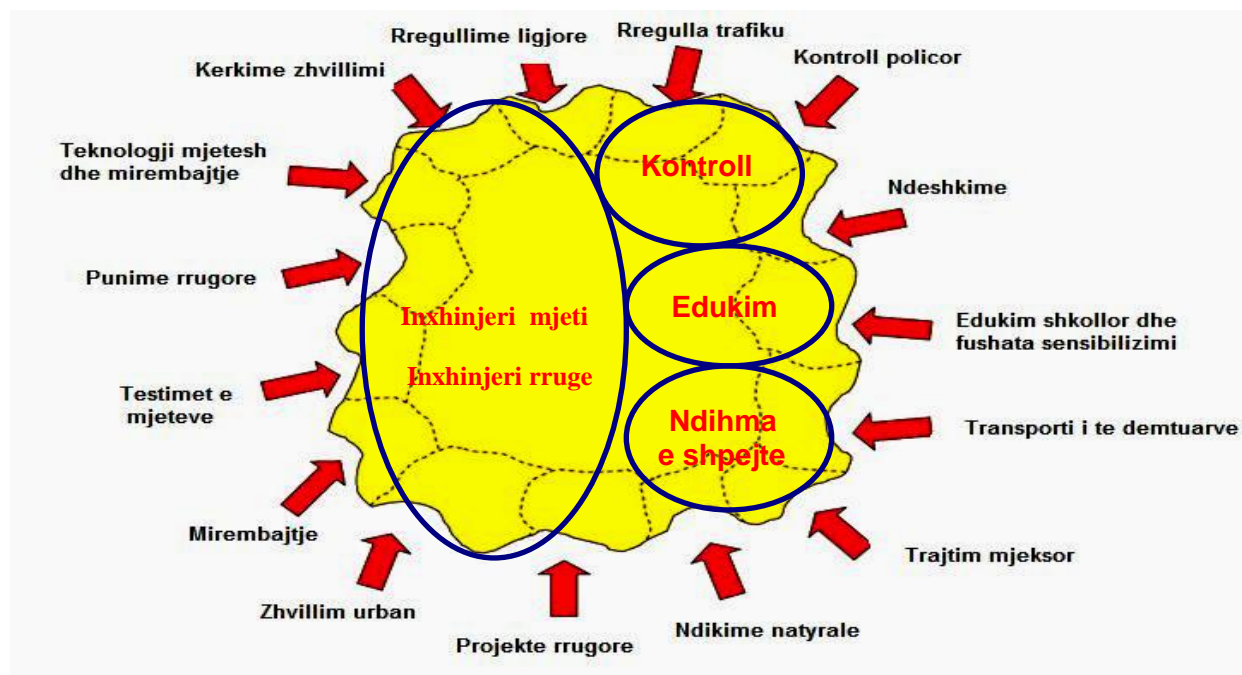 Rregullime ligjore
Rregulla trafiku
Kontroll policor
Kerkime zhvillimi
Teknologji mjetesh
dhe mirembajtje
Kontroll
Ndeshkime
Punime rrugore
Inxhinjeri mjeti
Inxhinjeri rruge
Edukim
Edukim shkollor dhe
fushata sensibilizimi
Testimet e
mjeteve
Ndihma
e shpejte
Transporti i te demtuarve
Mirembajtje
Trajtim mjeksor
Zhvillim urban
Projekte rrugore
Ndikime natyrale